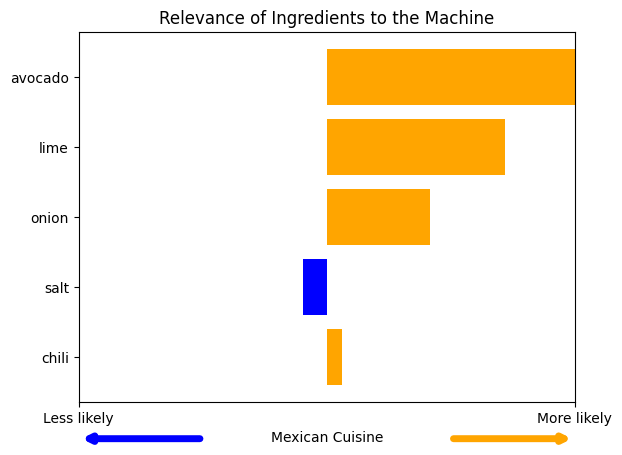 Relevance of Ingredients to the Machine
avocado
lime
onion
salt
chili
Less likely
More likely
Mexican Cuisine